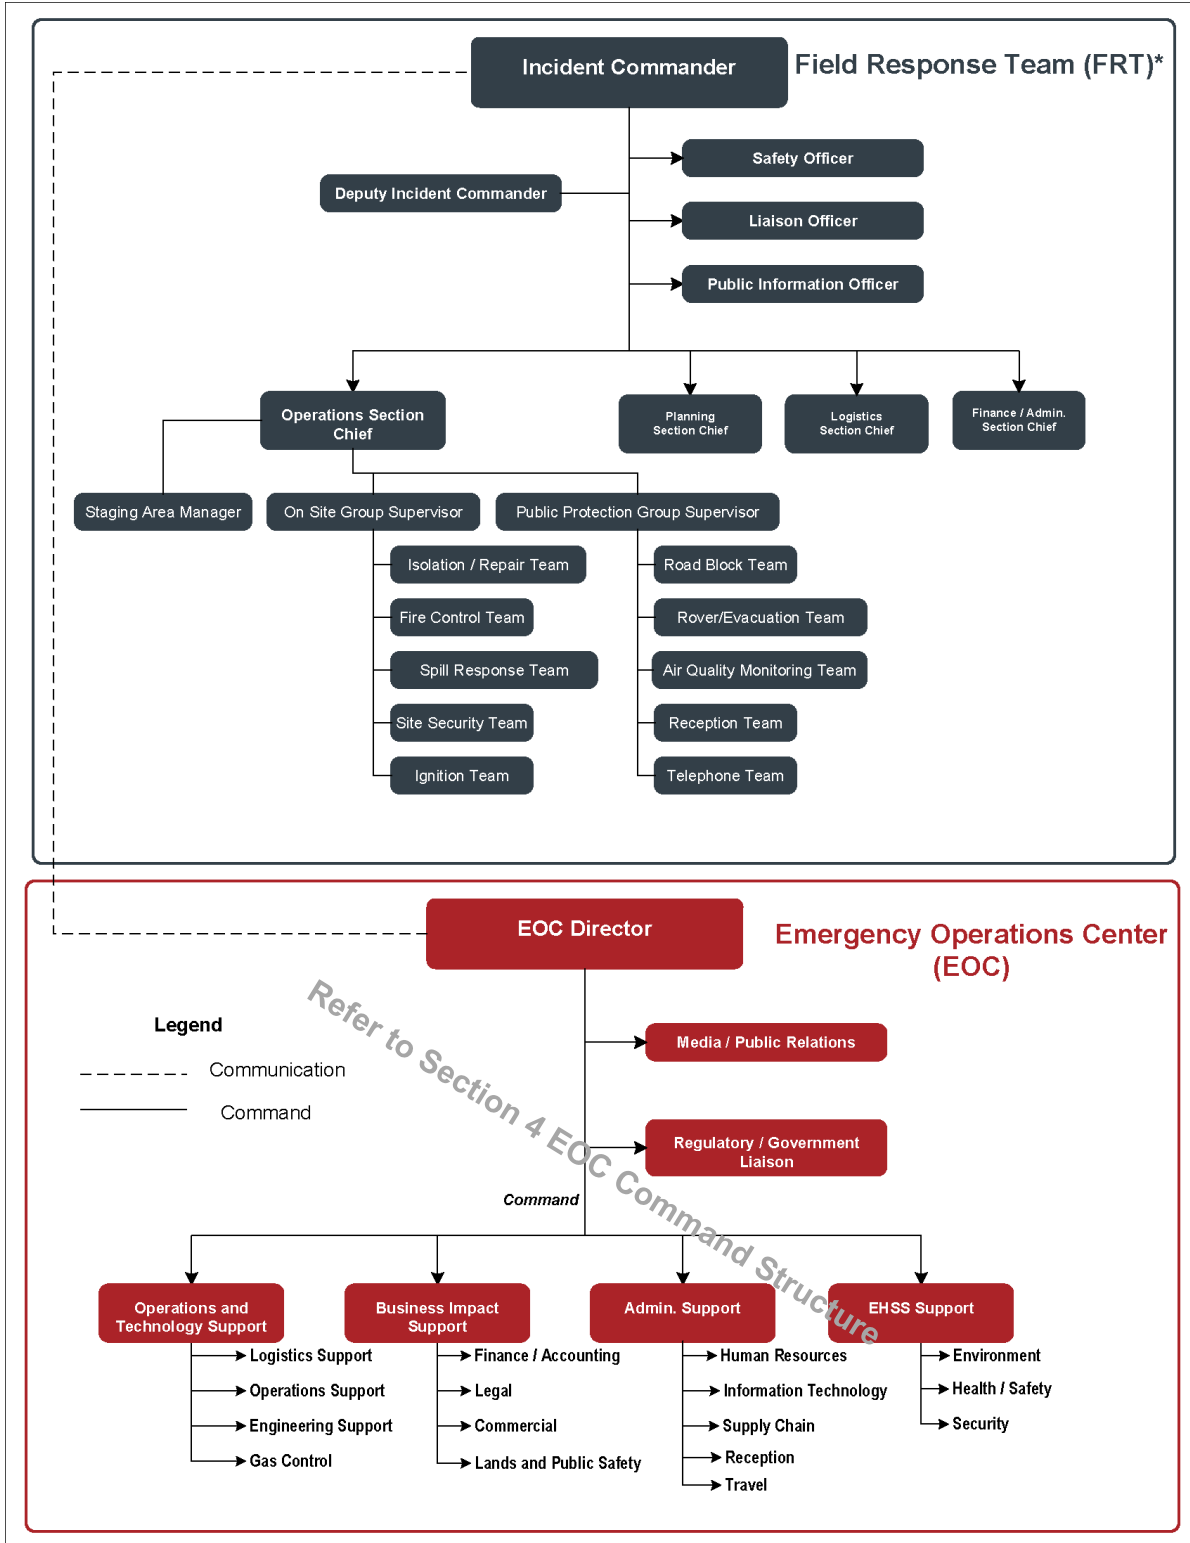 Incident Commander
Field Response Team (FRT)*
Safety Officer
Deputy Incident Commander
Liaison Officer
Public Information Officer
Operations Section
Chief
Planning
Section Chief
Logistics
Section Chief
Finance / Admin.
Section Chief
Staging Area Manager
On Site Group Supervisor
Public Protection Group Supervisor
Isolation / Repair Team
Road Block Team
Fire Control Team
Rover/Evacuation Team
Spill Response Team
Air Quality Monitoring Team
Site Security Team
Reception Team
Ignition Team
Telephone Team
EOC Director
Emergency Operations Center
(EOC)
Refer to Section 4 EOC Command Structure
Legend
Communication
Command
Media / Public Relations
Regulatory / Government
Liaison
Command
Operations and
Technology Support
Business Impact
Support
Admin. Support
EHSS Support
Logistics Support
Operations Support
Engineering Support
Gas Control
Finance / Accounting
Legal
Commercial
Lands and Public Safety
Human Resources
Information Technology
Supply Chain
Reception
Travel
Environment
Health / Safety
Security